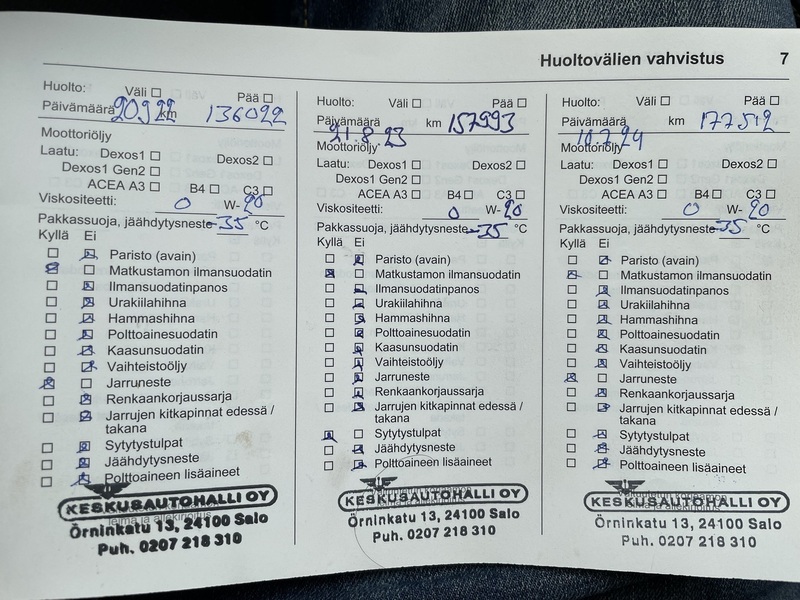 Huoltovälien vahvistus 7
Huolto: Väli ☐ Pää ☐
Päivämäärä 20.9.22 km 136022
Moottoriöljy
Laatu: Dexos1 ☐ Dexos2 ☐
Dexos1 Gen2 ☐
ACEA A3 ☐ B4 ☐ C3 ☐
Viskositeetti: 0 W-20
Pakkassuoja, jäähdytysneste -35 °C
Kyllä Ei
☐ ☒ Paristo (avain)
☒ ☐ Matkustamon ilmansuodatin
☐ ☒ Ilmansuodatinpanos
☐ ☒ Urakiilahihna
☐ ☒ Hammashihna
☐ ☒ Polttoainesuodatin
☐ ☒ Kaasunsuodatin
☐ ☒ Vaihteistoöljy
☒ ☐ Jarruneste
☐ ☒ Renkaankorjaussarja
☐ ☒ Jarrujen kitkapinnat edessä /
takana
☐ ☒ Sytytystulpat
☐ ☒ Jäähdytysneste
☐ ☒ Polttoaineen lisäaineet
KESKUSAUTOHALLI OY
Örninkatu 13, 24100 Salo
Puh. 0207 218 310
Huolto: Väli ☐ Pää ☐
Päivämäärä 21.8.23 km 157993
Moottoriöljy
Laatu: Dexos1 ☐ Dexos2 ☐
Dexos1 Gen2 ☐
ACEA A3 ☐ B4 ☐ C3 ☐
Viskositeetti: 0 W-20
Pakkassuoja, jäähdytysneste -35 °C
Kyllä Ei
☐ ☒ Paristo (avain)
☒ ☐ Matkustamon ilmansuodatin
☐ ☒ Ilmansuodatinpanos
☐ ☒ Urakiilahihna
☐ ☒ Hammashihna
☐ ☒ Polttoainesuodatin
☐ ☒ Kaasunsuodatin
☐ ☒ Vaihteistoöljy
☐ ☒ Jarruneste
☐ ☒ Renkaankorjaussarja
☐ ☒ Jarrujen kitkapinnat edessä /
takana
☒ ☐ Sytytystulpat
☐ ☒ Jäähdytysneste
☐ ☒ Polttoaineen lisäaineet
KESKUSAUTOHALLI OY
Örninkatu 13, 24100 Salo
Puh. 0207 218 310
Huolto: Väli ☐ Pää ☐
Päivämäärä km 177512
Moottoriöljy
Laatu: Dexos1 ☐ Dexos2 ☐
Dexos1 Gen2 ☐
ACEA A3 ☐ B4 ☐ C3 ☐
Viskositeetti: 0 W-20
Pakkassuoja, jäähdytysneste -35 °C
Kyllä Ei
☐ ☒ Paristo (avain)
☒ ☐ Matkustamon ilmansuodatin
☐ ☒ Ilmansuodatinpanos
☐ ☒ Urakiilahihna
☐ ☒ Hammashihna
☐ ☒ Polttoainesuodatin
☐ ☒ Kaasunsuodatin
☐ ☒ Vaihteistoöljy
☒ ☐ Jarruneste
☐ ☒ Renkaankorjaussarja
☐ ☒ Jarrujen kitkapinnat edessä /
takana
☐ ☒ Sytytystulpat
☐ ☒ Jäähdytysneste
☐ ☒ Polttoaineen lisäaineet
KESKUSAUTOHALLI OY
Örninkatu 13, 24100 Salo
Puh. 0207 218 310